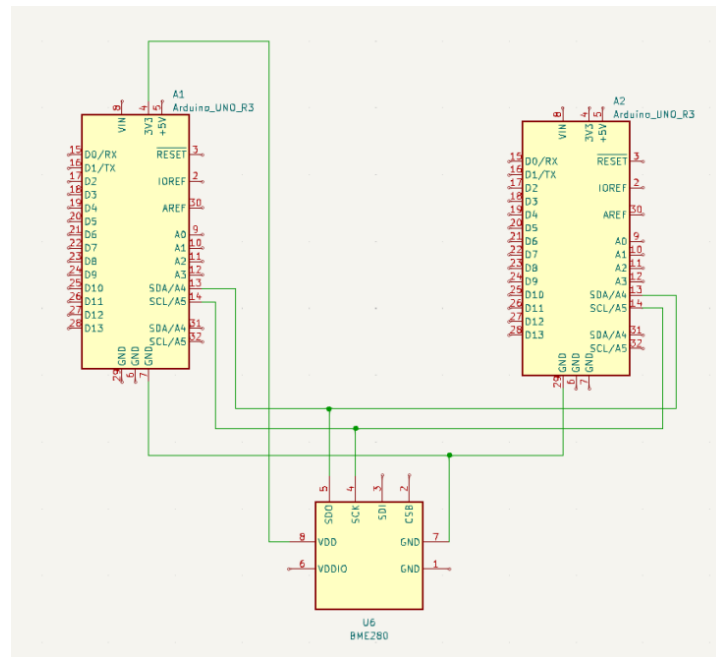 A1
Arduino_UNO_R3
8 4 5
VIN 3V3 +5V
15 D0/RX RESET 3
16 D1/TX
17 D2 IOREF 2
18 D3
19 D4 AREF 30
20 D5
21 D6 A0 9
22 D7 A1 10
23 D8 A2 11
24 D9 A3 12
25 D10 SDA/A4 13
26 D11 SCL/A5 14
27 D12
28 D13 SDA/A4 31
SCL/A5 32
GND GND GND
29 6 7
A2
Arduino_UNO_R3
8 4 5
VIN 3V3 +5V
15 D0/RX RESET 3
16 D1/TX
17 D2 IOREF 2
18 D3
19 D4 AREF 30
20 D5
21 D6 A0 9
22 D7 A1 10
23 D8 A2 11
24 D9 A3 12
25 D10 SDA/A4 13
26 D11 SCL/A5 14
27 D12
28 D13 SDA/A4 31
SCL/A5 32
GND GND GND
29 6 7
5 4 3 2
SDO SCK SDI CSB
8 VDD GND 7
6 VDDIO GND 1
U6
BME280